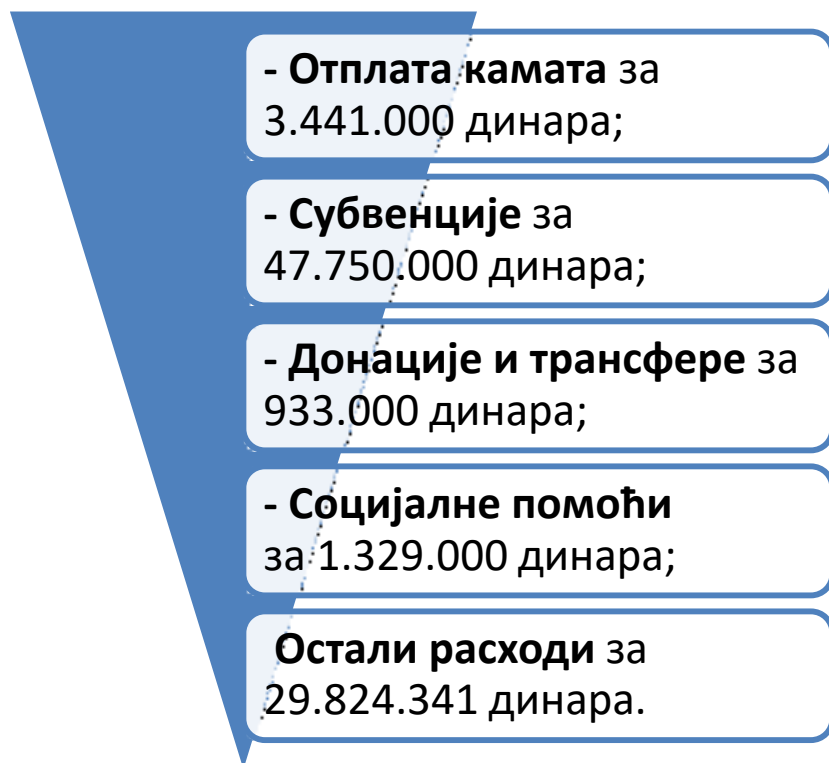 - Отплата камата за
3.441.000 динара;
- Субвенције за
47.750.000 динара;
- Донације и трансфере за
933.000 динара;
- Социјалне помоћи
за 1.329.000 динара;
Остали расходи за
29.824.341 динара.